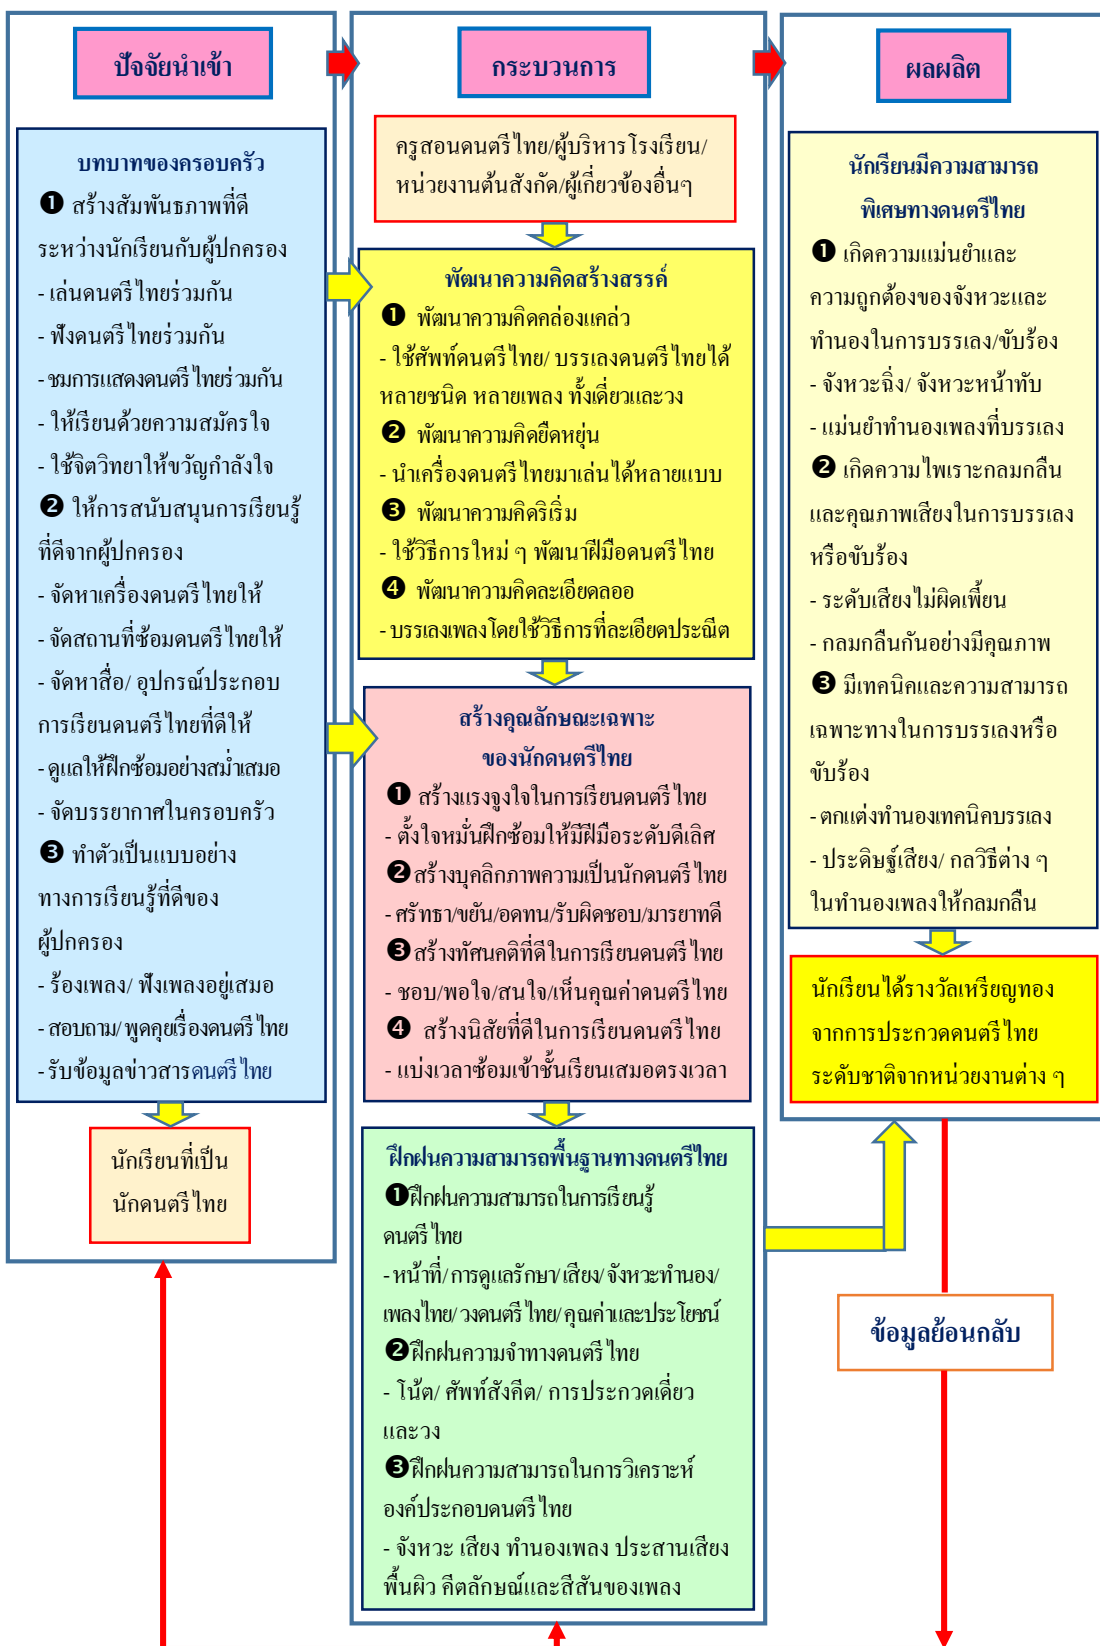 ปัจจัยนำเข้า
บทบาทของครอบครัว
❶ สร้างสัมพันธภาพที่ดี
ระหว่างนักเรียนกับผู้ปกครอง
- เล่นดนตรีไทยร่วมกัน
- ฟังดนตรีไทยร่วมกัน
- ชมการแสดงดนตรีไทยร่วมกัน
- ให้เรียนด้วยความสมัครใจ
- ใช้จิตวิทยาให้ขวัญกำลังใจ
❷ ให้การสนับสนุนการเรียนรู้
ที่ดีจากผู้ปกครอง
- จัดหาเครื่องดนตรีไทยให้
- จัดสถานที่ซ้อมดนตรีไทยให้
- จัดหาสื่อ/ อุปกรณ์ประกอบ
การเรียนดนตรีไทยที่ดีให้
- ดูแลให้ฝึกซ้อมอย่างสม่ำเสมอ
- จัดบรรยากาศในครอบครัว
❸ ทำตัวเป็นแบบอย่าง
ทางการเรียนรู้ที่ดีของ
ผู้ปกครอง
- ร้องเพลง/ ฟังเพลงอยู่เสมอ
- สอบถาม/ พูดคุยเรื่องดนตรีไทย
- รับข้อมูลข่าวสารดนตรีไทย
นักเรียนที่เป็น
นักดนตรีไทย
กระบวนการ
ครูสอนดนตรีไทย/ผู้บริหารโรงเรียน/
หน่วยงานต้นสังกัด/ผู้เกี่ยวข้องอื่นๆ
พัฒนาความคิดสร้างสรรค์
❶ พัฒนาความคิดคล่องแคล่ว
- ใช้ศัพท์ดนตรีไทย/ บรรเลงดนตรีไทยได้
หลายชนิด หลายเพลง ทั้งเดี่ยวและวง
❷ พัฒนาความคิดยืดหยุ่น
- นำเครื่องดนตรีไทยมาเล่นได้หลายแบบ
❸ พัฒนาความคิดริเริ่ม
- ใช้วิธีการใหม่ ๆ พัฒนาฝีมือดนตรีไทย
❹ พัฒนาความคิดละเอียดลออ
- บรรเลงเพลงโดยใช้วิธีการที่ละเอียดประณีต
สร้างคุณลักษณะเฉพาะ
ของนักดนตรีไทย
❶ สร้างแรงจูงใจในการเรียนดนตรีไทย
- ตั้งใจหมั่นฝึกซ้อมให้มีฝีมือระดับดีเลิศ
❷สร้างบุคลิกภาพความเป็นนักดนตรีไทย
- ศรัทธา/ขยัน/อดทน/รับผิดชอบ/มารยาทดี
❸สร้างทัศนคติที่ดีในการเรียนดนตรีไทย
- ชอบ/พอใจ/สนใจ/เห็นคุณค่าดนตรีไทย
❹ สร้างนิสัยที่ดีในการเรียนดนตรีไทย
- แบ่งเวลาซ้อมเข้าชั้นเรียนเสมอตรงเวลา
ฝึกฝนความสามารถพื้นฐานทางดนตรีไทย
❶ฝึกฝนความสามารถในการเรียนรู้
ดนตรีไทย
- หน้าที่/ การดูแลรักษา/ เสียง/ จังหวะทำนอง/
เพลงไทย/ วงดนตรีไทย/ คุณค่าและประโยชน์
❷ฝึกฝนความจำทางดนตรีไทย
- โน้ต/ ศัพท์สังคีต/ การประกวดเดี่ยว
และวง
❸ฝึกฝนความสามารถในการวิเคราะห์
องค์ประกอบดนตรีไทย
- จังหวะ เสียง ทำนองเพลง ประสานเสียง
พื้นผิว คีตลักษณ์และสีสันของเพลง
ผลผลิต
นักเรียนมีความสามารถ
พิเศษทางดนตรีไทย
❶ เกิดความแม่นยำและ
ความถูกต้องของจังหวะและ
ทำนองในการบรรเลง/ขับร้อง
- จังหวะฉิ่ง/ จังหวะหน้าทับ
- แม่นยำทำนองเพลงที่บรรเลง
❷ เกิดความไพเราะกลมกลืน
และคุณภาพเสียงในการบรรเลง
หรือขับร้อง
- ระดับเสียงไม่ผิดเพี้ยน
- กลมกลืนกันอย่างมีคุณภาพ
❸ มีเทคนิคและความสามารถ
เฉพาะทางในการบรรเลงหรือ
ขับร้อง
- ตกแต่งทำนองเทคนิคบรรเลง
- ประดิษฐ์เสียง/ กลวิธีต่าง ๆ
ในทำนองเพลงให้กลมกลืน
นักเรียนได้รางวัลเหรียญทอง
จากการประกวดดนตรีไทย
ระดับชาติจากหน่วยงานต่าง ๆ
ข้อมูลย้อนกลับ